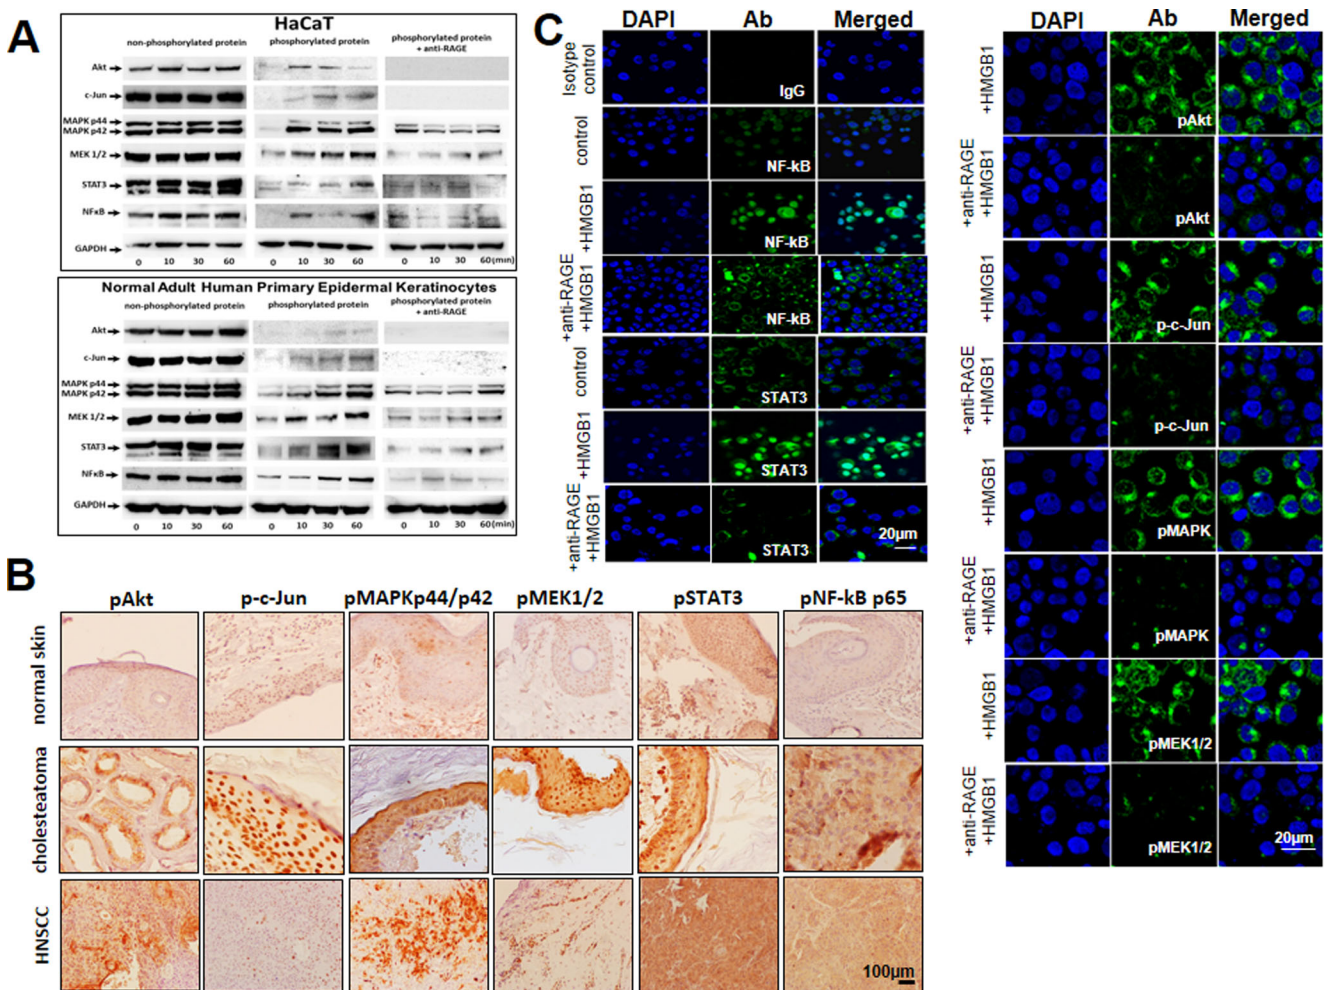 A
HaCaT
non-phosphorylated protein
phosphorylated protein
phosphorylated protein
+ anti-RAGE
Akt
c-Jun
MAPK p44
MAPK p42
MEK 1/2
STAT3
NFκB
GAPDH
0 10 30 60 0 10 30 60 0 10 30 60(min)
Normal Adult Human Primary Epidermal Keratinocytes
non-phosphorylated protein
phosphorylated protein
phosphorylated protein
+ anti-RAGE
Akt
c-Jun
MAPK p44
MAPK p42
MEK 1/2
STAT3
NFκB
GAPDH
0 10 30 60 0 10 30 60 0 10 30 60(min)
B
pAkt p-c-Jun pMAPKp44/p42 pMEK1/2 pSTAT3 pNF-kB p65
normal skin
cholesteatoma
HNSCC
100µm
C
DAPI Ab Merged
Isotype
control
IgG
control
NF-kB
+HMGB1
NF-kB
+anti-RAGE
+HMGB1
NF-kB
control
STAT3
+HMGB1
STAT3
+anti-RAGE
+HMGB1
STAT3
20µm
DAPI Ab Merged
+HMGB1
pAkt
+anti-RAGE
+HMGB1
pAkt
+HMGB1
p-c-Jun
+anti-RAGE
+HMGB1
p-c-Jun
+HMGB1
pMAPK
+anti-RAGE
+HMGB1
pMAPK
+HMGB1
pMEK1/2
+anti-RAGE
+HMGB1
pMEK1/2
20µm